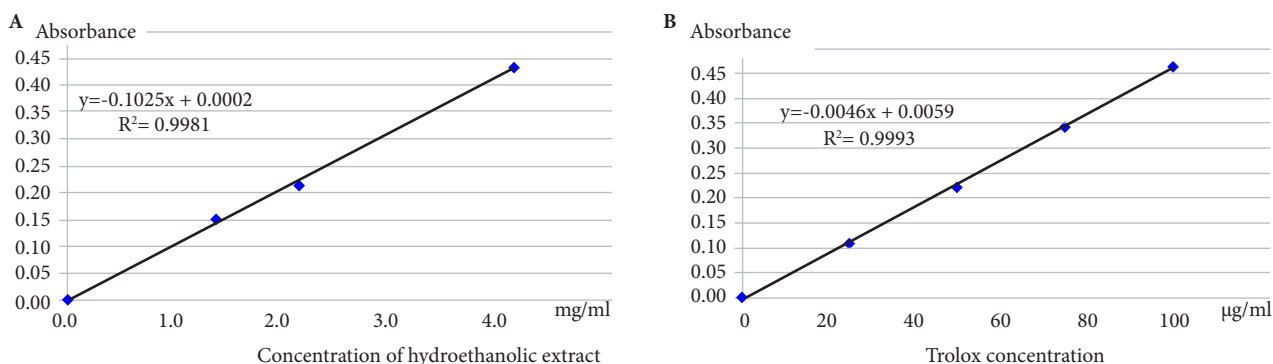 A
Absorbance
0.45
0.40
0.35
0.30
0.25
0.20
0.15
0.10
0.05
0.00
y=-0.1025x + 0.0002
R²= 0.9981
0.0 1.0 2.0 3.0 4.0 mg/ml
Concentration of hydroethanolic extract
B
Absorbance
0.45
0.40
0.35
0.30
0.25
0.20
0.15
0.10
0.05
0.00
y=-0.0046x + 0.0059
R²= 0.9993
0 20 40 60 80 100 µg/ml
Trolox concentration